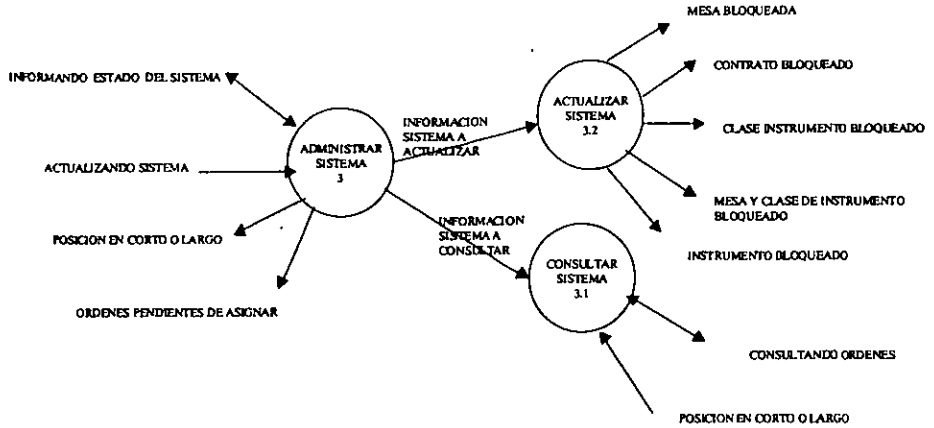 MESA BLOQUEADA
CONTRATO BLOQUEADO
INFORMANDO ESTADO DEL SISTEMA
ACTUALIZAR
SISTEMA
3.2
INFORMACION
SISTEMA A
ACTUALIZAR
CLASE INSTRUMENTO BLOQUEADO
ADMINISTRAR
SISTEMA
3
ACTUALIZANDO SISTEMA
MESA Y CLASE DE INSTRUMENTO
BLOQUEADO
INFORMACION
SISTEMA A
CONSULTAR
POSICION EN CORTO O LARGO
INSTRUMENTO BLOQUEADO
CONSULTAR
SISTEMA
3.1
ORDENES PENDIENTES DE ASIGNAR
CONSULTANDO ORDENES
POSICION EN CORTO O LARGO